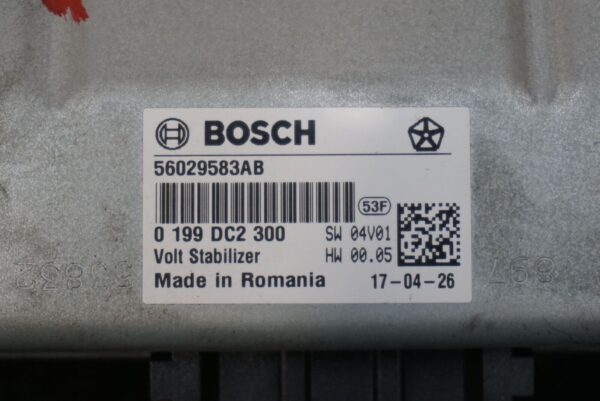 BOSCH
56029583AB
53F
0 199 DC2 300 SW 04V01
Volt Stabilizer HW 00.05
Made in Romania 17-04-26